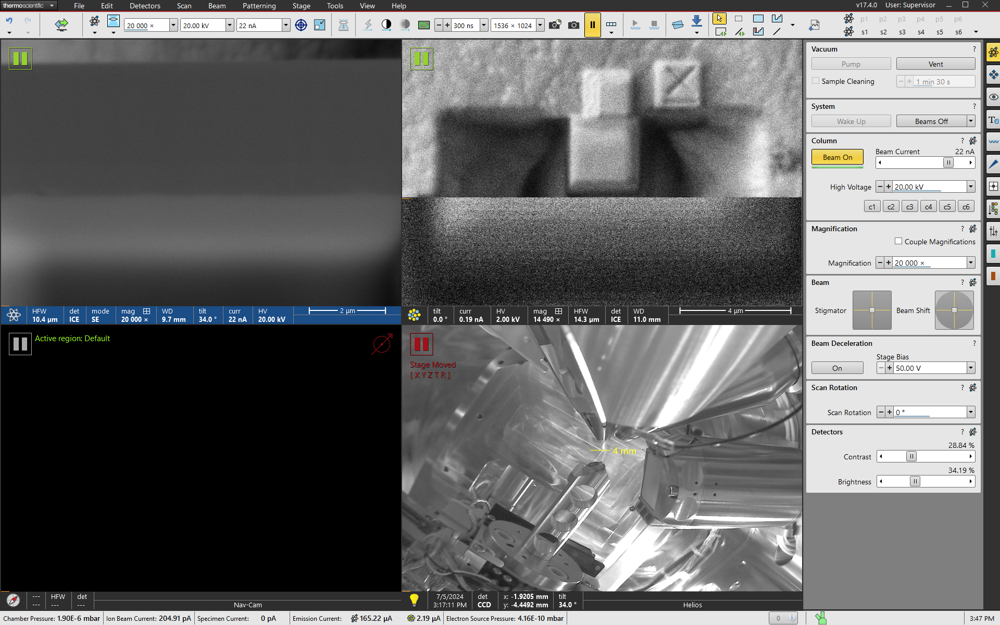 thermoscientific File Edit Detectors Scan Beam Patterning Stage Tools View Help v17.4.0 User: Supervisor
20 000 × 20.00 kV 22 nA 300 ns 1536 × 1024 p1 p2 p3 p4 p5 p6
s1 s2 s3 s4 s5 s6
Vacuum ?
Pump Vent
Sample Cleaning 1 min 30 s
System ?
Wake Up Beams Off
Column ?
Beam On Beam Current 22 nA
High Voltage 20.00 kV
c1 c2 c3 c4 c5 c6
Magnification ?
Couple Magnifications
Magnification 20 000 ×
Beam ?
Stigmator Beam Shift
Beam Deceleration ?
Stage Bias
On 50.00 V
Scan Rotation ?
Scan Rotation 0 °
Detectors ?
28.84 %
Contrast
34.19 %
Brightness
HFW det mode mag WD tilt curr HV 2 µm
10.4 µm ICE SE 20 000 × 9.7 mm 34.0 ° 22 nA 20.00 kV
tilt curr HV mag HFW det WD 4 µm
0.0 ° 0.19 nA 2.00 kV 14 490 × 14.3 µm ICE 11.0 mm
Active region: Default
Stage Moved
[ X Y Z T R ]
4 mm
--- HFW det
--- --- --- Nav-Cam
7/5/2024 det x: -1.9205 mm tilt
3:17:11 PM CCD y: -4.4492 mm 34.0 ° Helios
Chamber Pressure: 1.90E-6 mbar Ion Beam Current: 204.91 pA Specimen Current: 0 pA Emission Current: 165.22 µA 2.19 µA Electron Source Pressure: 4.16E-10 mbar 0 3:47 PM